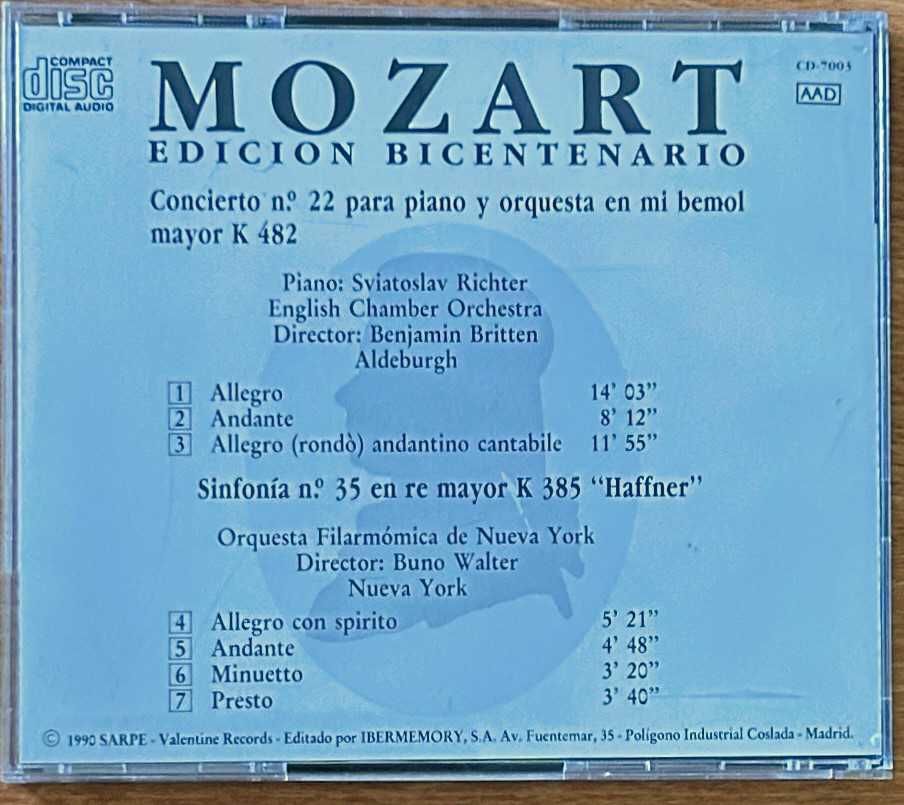 COMPACT
disc
DIGITAL AUDIO
MOZART
CD-7003
AAD
EDICION BICENTENARIO
Concierto n.º 22 para piano y orquesta en mi bemol
mayor K 482
Piano: Sviatoslav Richter
English Chamber Orchestra
Director: Benjamin Britten
Aldeburgh
1 Allegro 14' 03"
2 Andante 8' 12"
3 Allegro (rondò) andantino cantabile 11' 55"
Sinfonía n.º 35 en re mayor K 385 "Haffner"
Orquesta Filarmómica de Nueva York
Director: Buno Walter
Nueva York
4 Allegro con spirito 5' 21"
5 Andante 4' 48"
6 Minuetto 3' 20"
7 Presto 3' 40"
© 1990 SARPE - Valentine Records - Editado por IBERMEMORY, S.A. Av. Fuentemar, 35 - Polígono Industrial Coslada - Madrid.